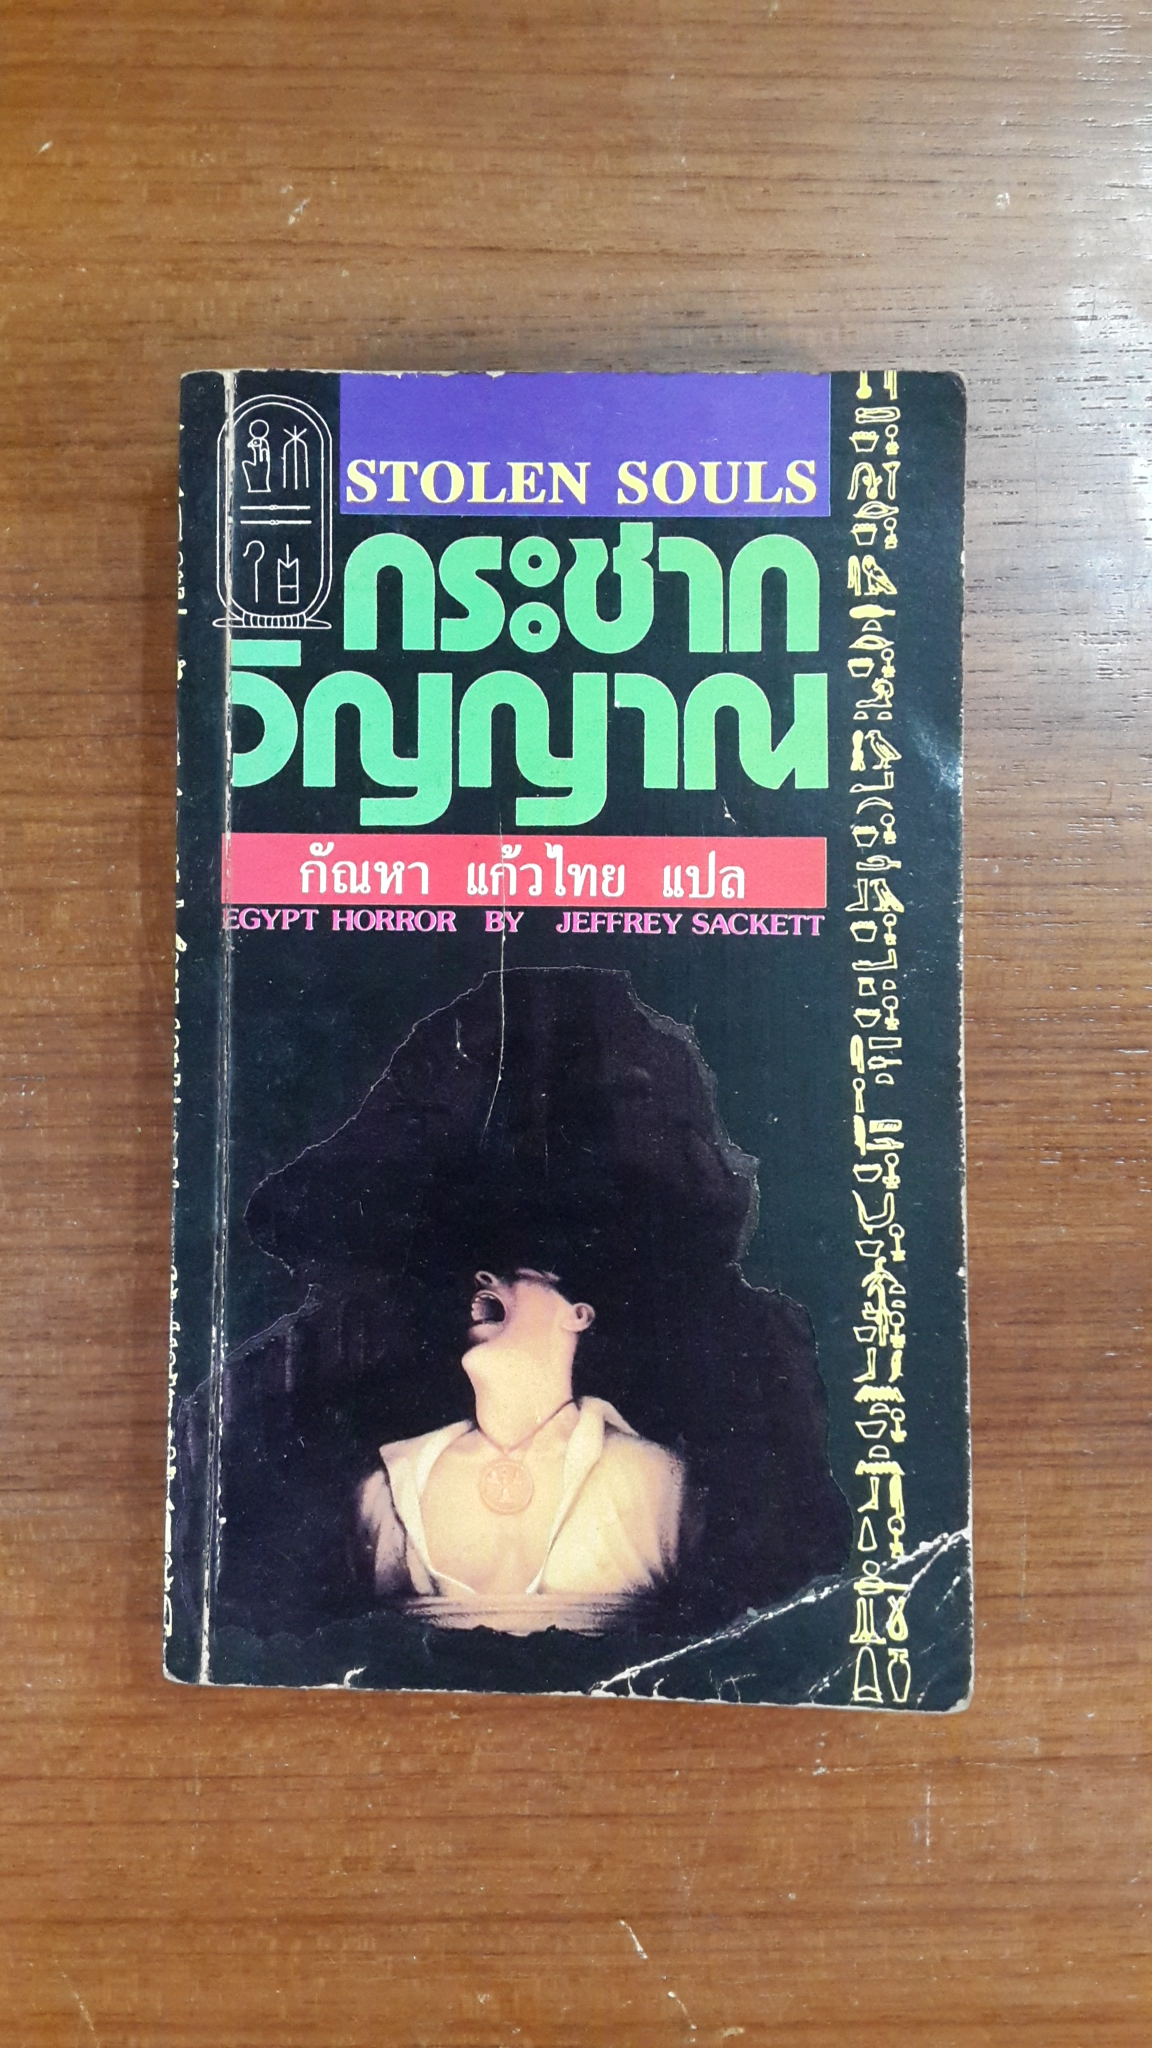 STOLEN SOULS
กระชาก
วิญญาณ
กัณหา แก้วไทย แปล
EGYPT HORROR BY JEFFREY SACKETT